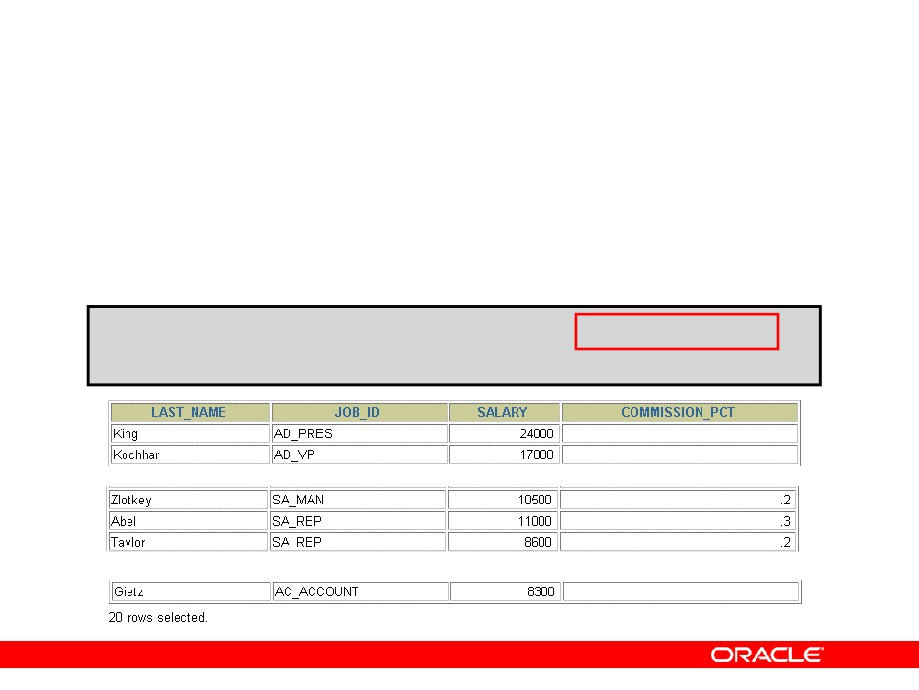 LAST_NAME JOB_ID SALARY COMMISSION_PCT
King AD_PRES 24000
Kochhar AD_VP 17000
Zlotkey SA_MAN 10500 .2
Abel SA_REP 11000 .3
Taylor SA_REP 8600 .2
Gietz AC_ACCOUNT 8300
20 rows selected.
ORACLE